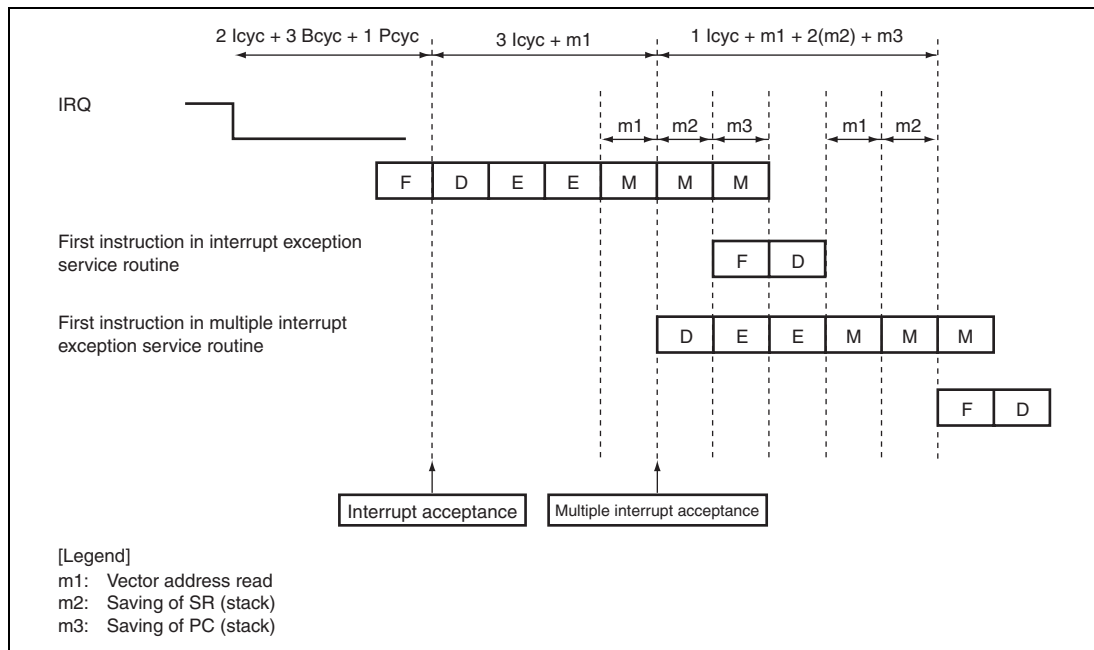 2 Icyc + 3 Bcyc + 1 Pcyc
3 Icyc + m1
1 Icyc + m1 + 2(m2) + m3
IRQ
m1
m2
m3
m1
m2
F D E E M M M
First instruction in interrupt exception
service routine
F D
First instruction in multiple interrupt
exception service routine
D E E M M M
F D
Interrupt acceptance
Multiple interrupt acceptance
[Legend]
m1: Vector address read
m2: Saving of SR (stack)
m3: Saving of PC (stack)